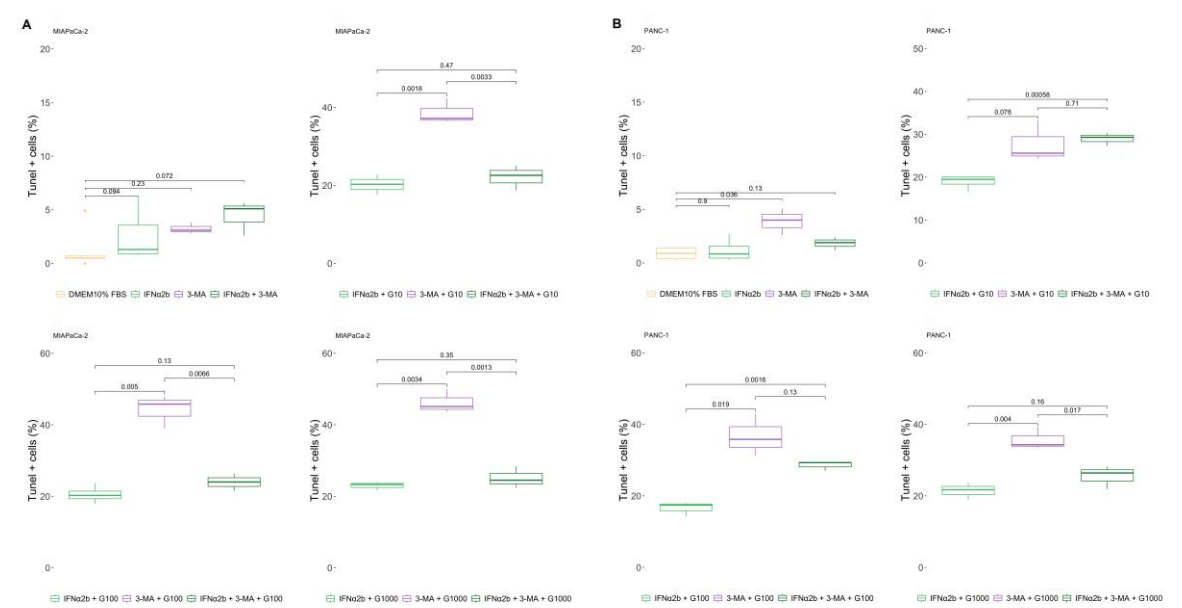 A
MIAPaCa-2
Tunel + cells (%)
20
15
10
5
0
0.072
0.23
0.094
DMEM10% FBS IFNα2b 3-MA IFNα2b + 3-MA
MIAPaCa-2
Tunel + cells (%)
40
20
0
0.47
0.0033
0.0018
IFNα2b + G10 3-MA + G10 IFNα2b + 3-MA + G10
MIAPaCa-2
Tunel + cells (%)
60
40
20
0
0.13
0.0066
0.005
IFNα2b + G100 3-MA + G100 IFNα2b + 3-MA + G100
MIAPaCa-2
Tunel + cells (%)
60
40
20
0
0.35
0.0013
0.0034
IFNα2b + G1000 3-MA + G1000 IFNα2b + 3-MA + G1000
B
PANC-1
Tunel + cells (%)
20
15
10
5
0
0.13
0.036
0.9
DMEM10% FBS IFNα2b 3-MA IFNα2b + 3-MA
PANC-1
Tunel + cells (%)
50
40
30
20
10
0
0.00058
0.71
0.078
IFNα2b + G10 3-MA + G10 IFNα2b + 3-MA + G10
PANC-1
Tunel + cells (%)
60
40
20
0
0.0016
0.13
0.019
IFNα2b + G100 3-MA + G100 IFNα2b + 3-MA + G100
PANC-1
Tunel + cells (%)
60
40
20
0
0.16
0.017
0.004
IFNα2b + G1000 3-MA + G1000 IFNα2b + 3-MA + G1000